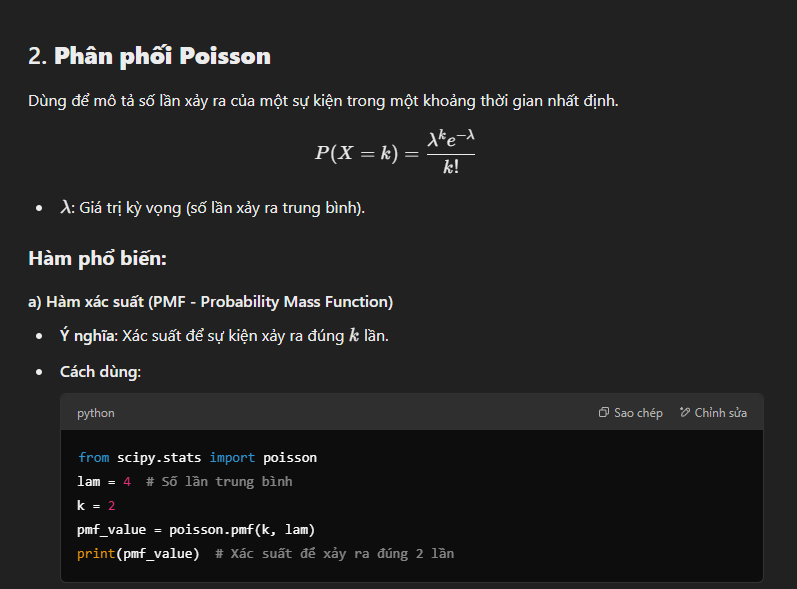 2. Phân phối Poisson
Dùng để mô tả số lần xảy ra của một sự kiện trong một khoảng thời gian nhất định.
P(X = k) = \frac{λ^k e^{-λ}}{k!}
• λ: Giá trị kỳ vọng (số lần xảy ra trung bình).
Hàm phổ biến:
a) Hàm xác suất (PMF - Probability Mass Function)
• Ý nghĩa: Xác suất để sự kiện xảy ra đúng k lần.
• Cách dùng:
python Sao chép Chỉnh sửa
from scipy.stats import poisson
lam = 4  # Số lần trung bình
k = 2
pmf_value = poisson.pmf(k, lam)
print(pmf_value)  # Xác suất để xảy ra đúng 2 lần